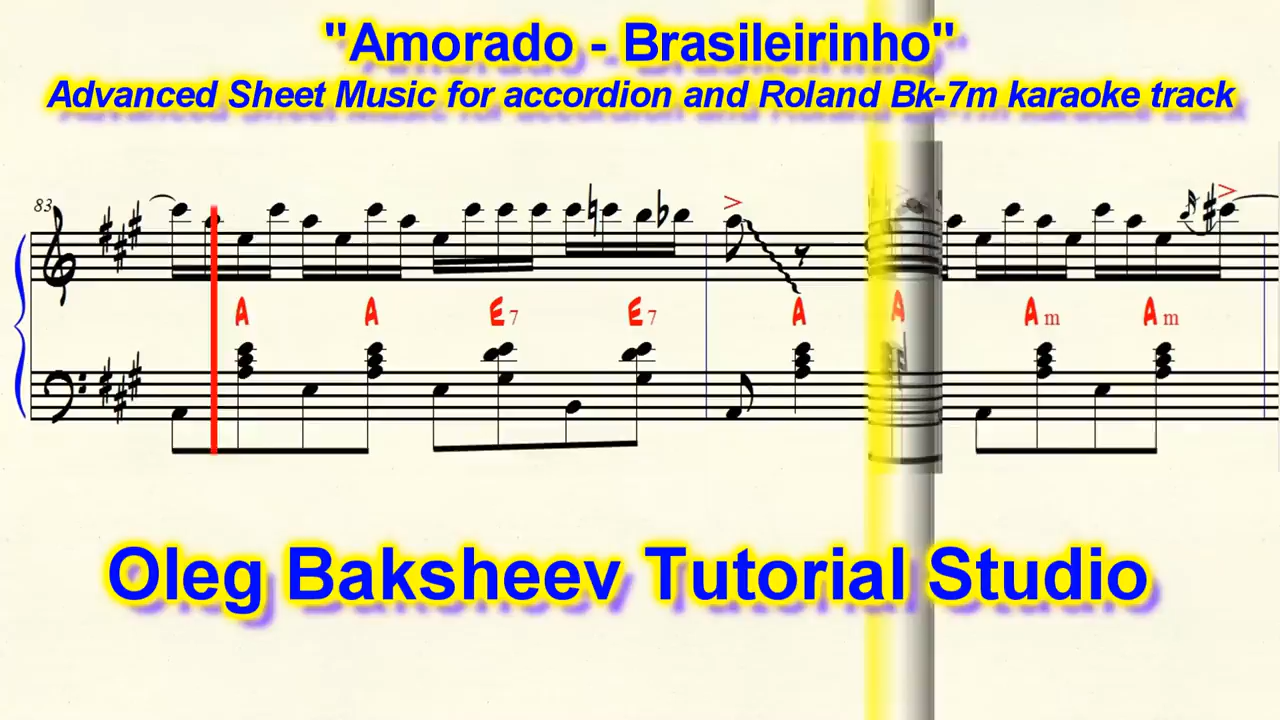 "Amorado - Brasileirinho"
Advanced Sheet Music for accordion and Roland Bk-7m karaoke track
83
A A E7 E7 A A Am Am
Oleg Baksheev Tutorial Studio